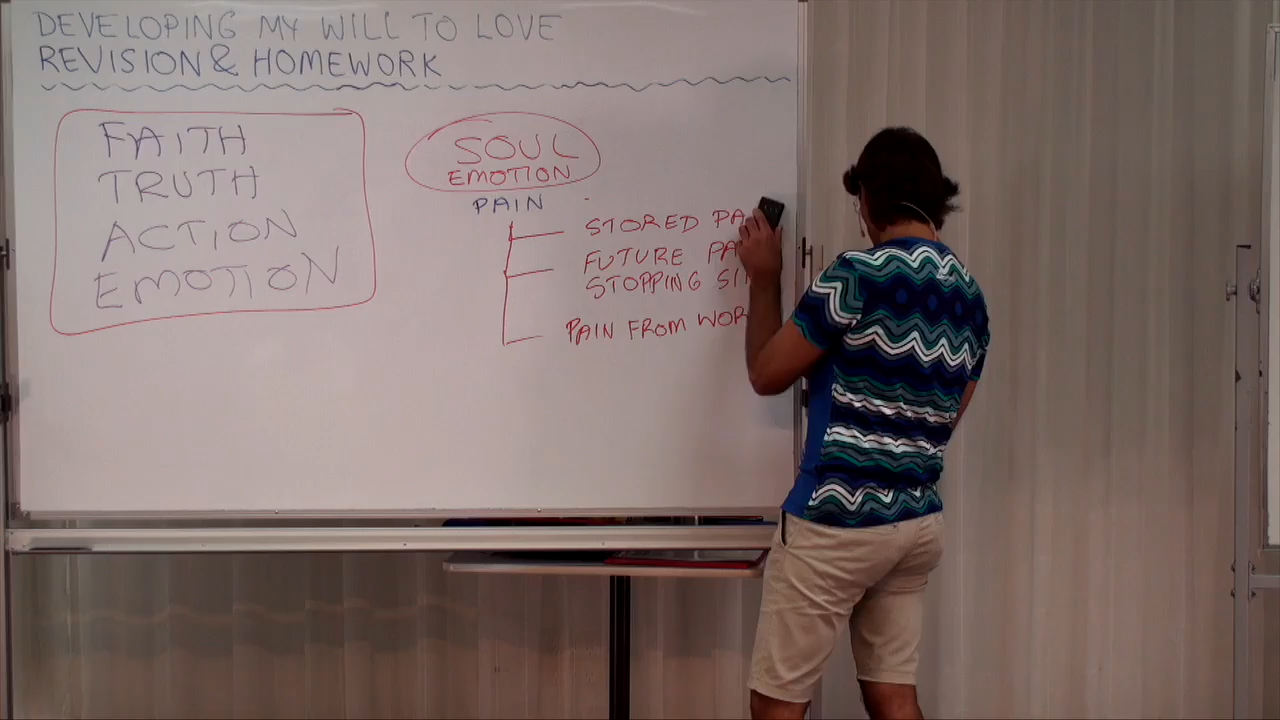 DEVELOPING MY WILL TO LOVE
REVISION & HOMEWORK
FAITH
TRUTH
ACTION
EMOTION
SOUL
EMOTION
PAIN
STORED
FUTURE
STOPPING
PAIN FROM